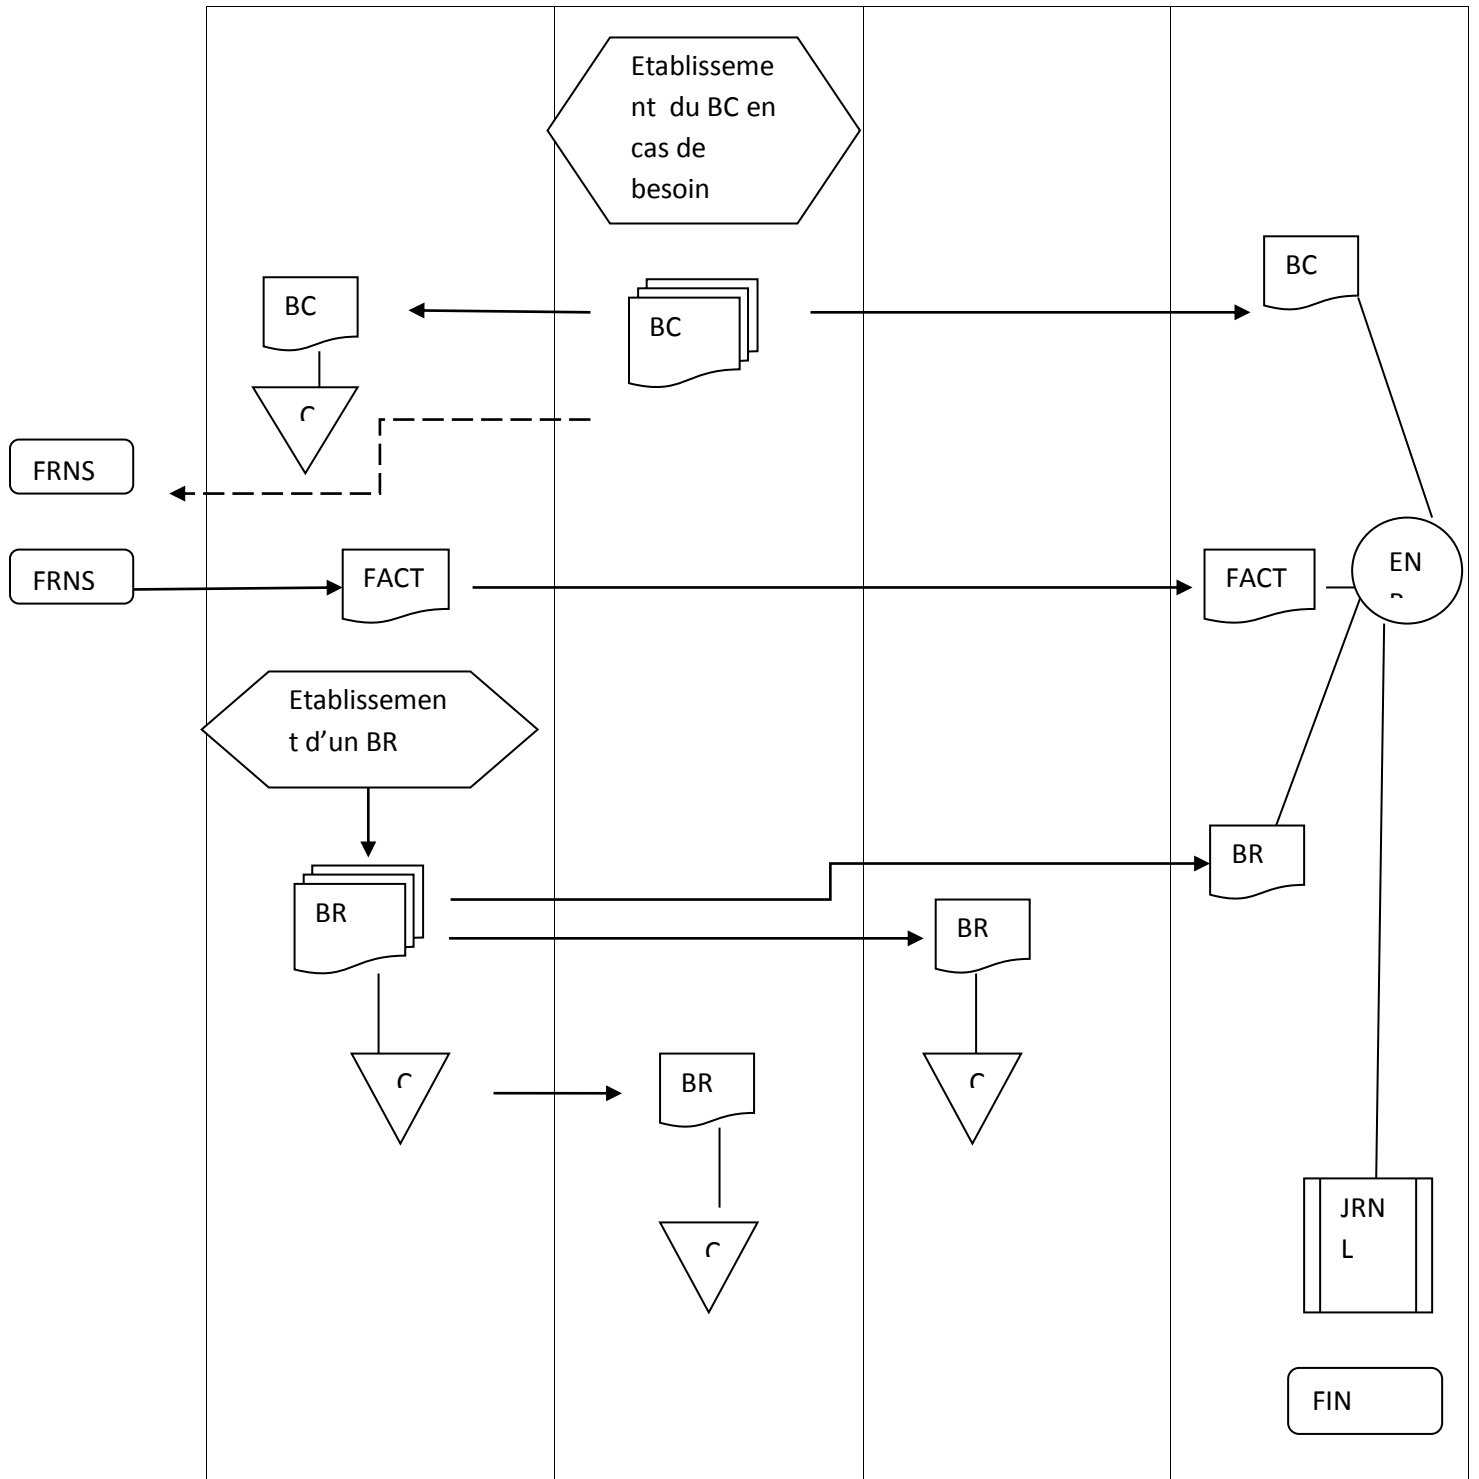 Etablisseme
nt du BC en
cas de
besoin
BC
BC
BC
C
FRNS
FRNS
FACT
FACT
EN
Etablissemen
t d'un BR
BR
BR
BR
C
BR
C
C
JRN
L
FIN